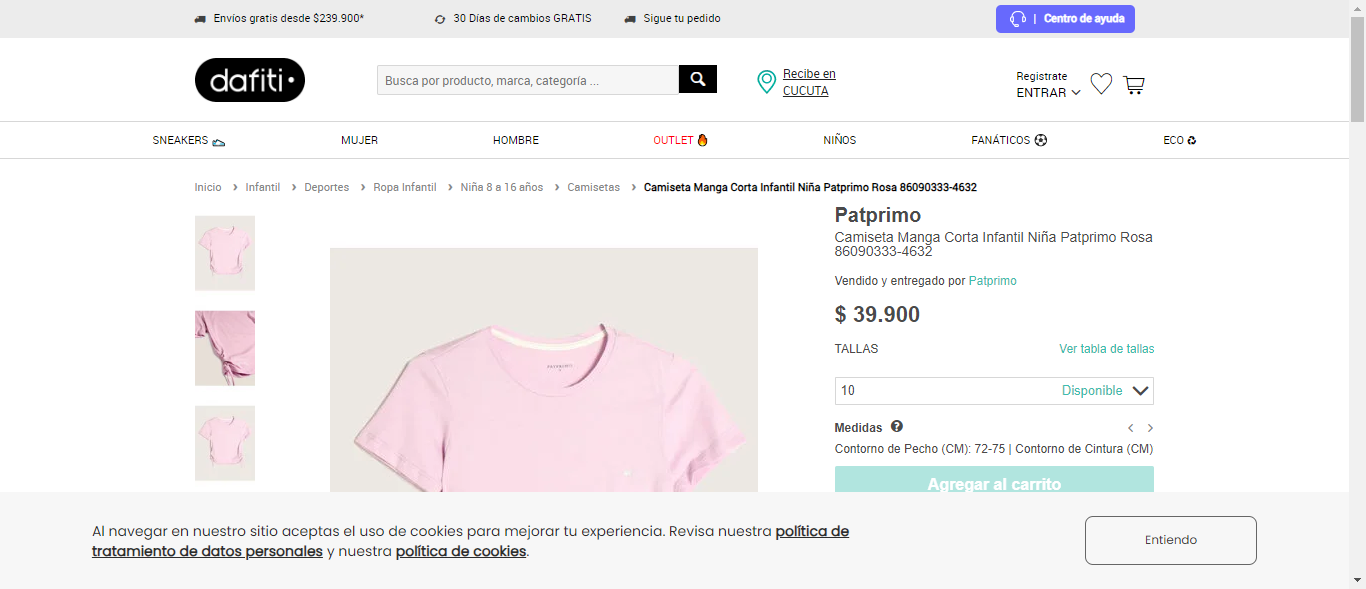 Envíos gratis desde $239.900*
30 Días de cambios GRATIS
Sigue tu pedido
| Centro de ayuda
dafiti
Busca por producto, marca, categoría ...
Recibe en
CUCUTA
Registrate
ENTRAR
SNEAKERS
MUJER
HOMBRE
OUTLET
NIÑOS
FANÁTICOS
ECO
Inicio › Infantil › Deportes › Ropa Infantil › Niña 8 a 16 años › Camisetas › Camiseta Manga Corta Infantil Niña Patprimo Rosa 86090333-4632
Patprimo
Camiseta Manga Corta Infantil Niña Patprimo Rosa
86090333-4632
Vendido y entregado por Patprimo
$ 39.900
TALLAS
Ver tabla de tallas
10
Disponible
Medidas
Contorno de Pecho (CM): 72-75 | Contorno de Cintura (CM)
Agregar al carrito
Al navegar en nuestro sitio aceptas el uso de cookies para mejorar tu experiencia. Revisa nuestra política de
tratamiento de datos personales y nuestra política de cookies.
Entiendo